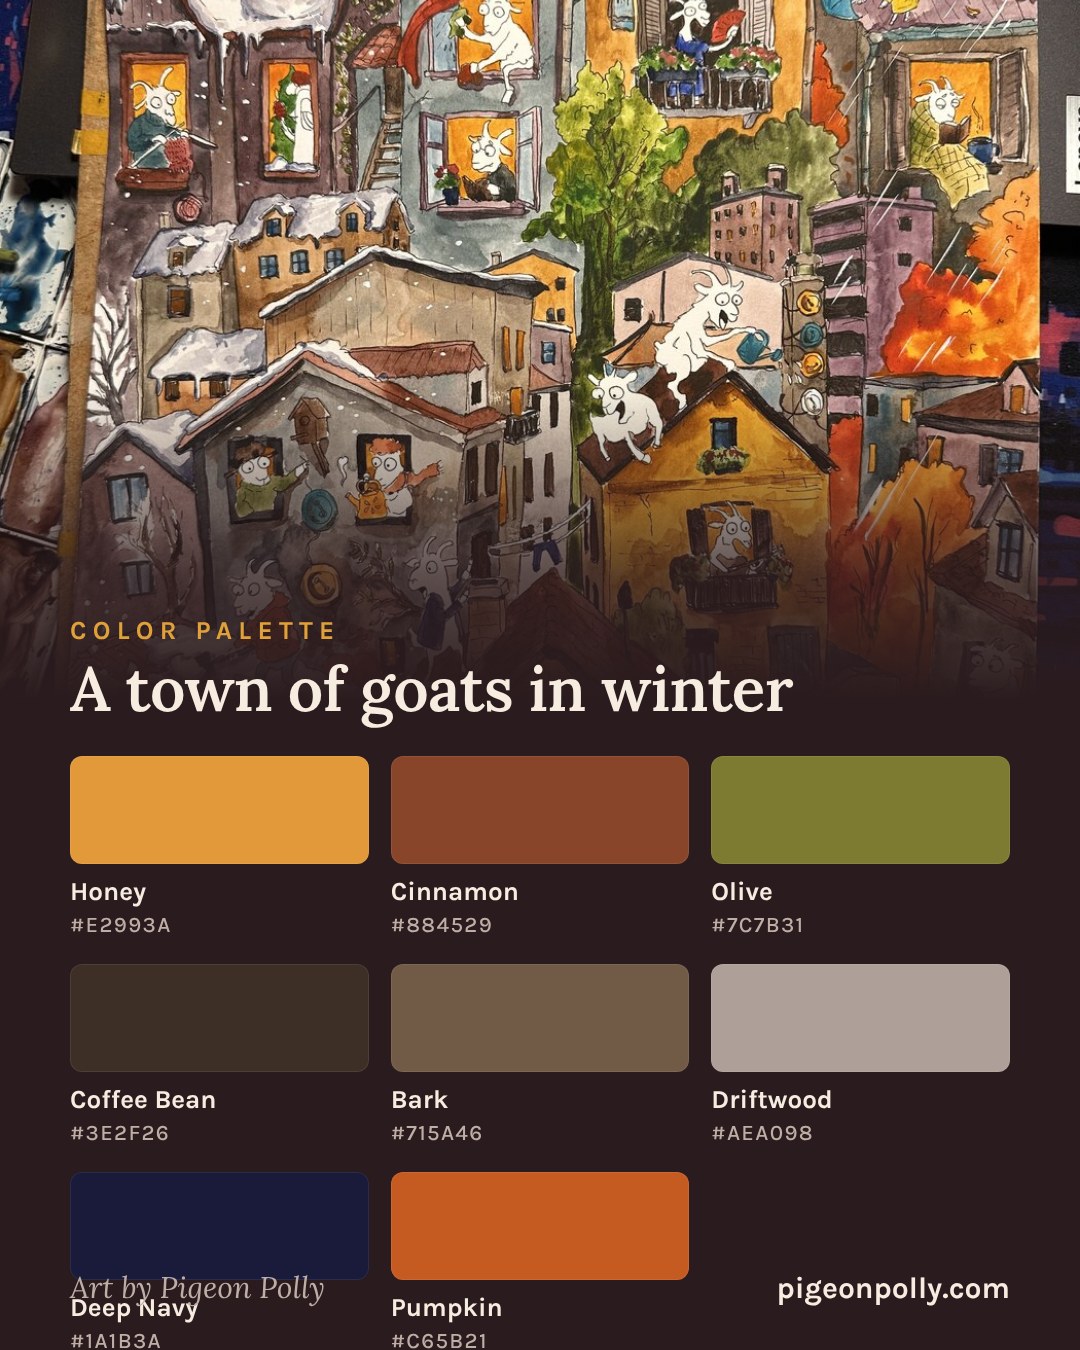 COLOR PALETTE
A town of goats in winter
Honey
#E2993A
Cinnamon
#884529
Olive
#7C7B31
Coffee Bean
#3E2F26
Bark
#715A46
Driftwood
#AEA098
Art by Pigeon Polly
Deep Navy
#1A1B3A
Pumpkin
#C65B21
pigeonpolly.com